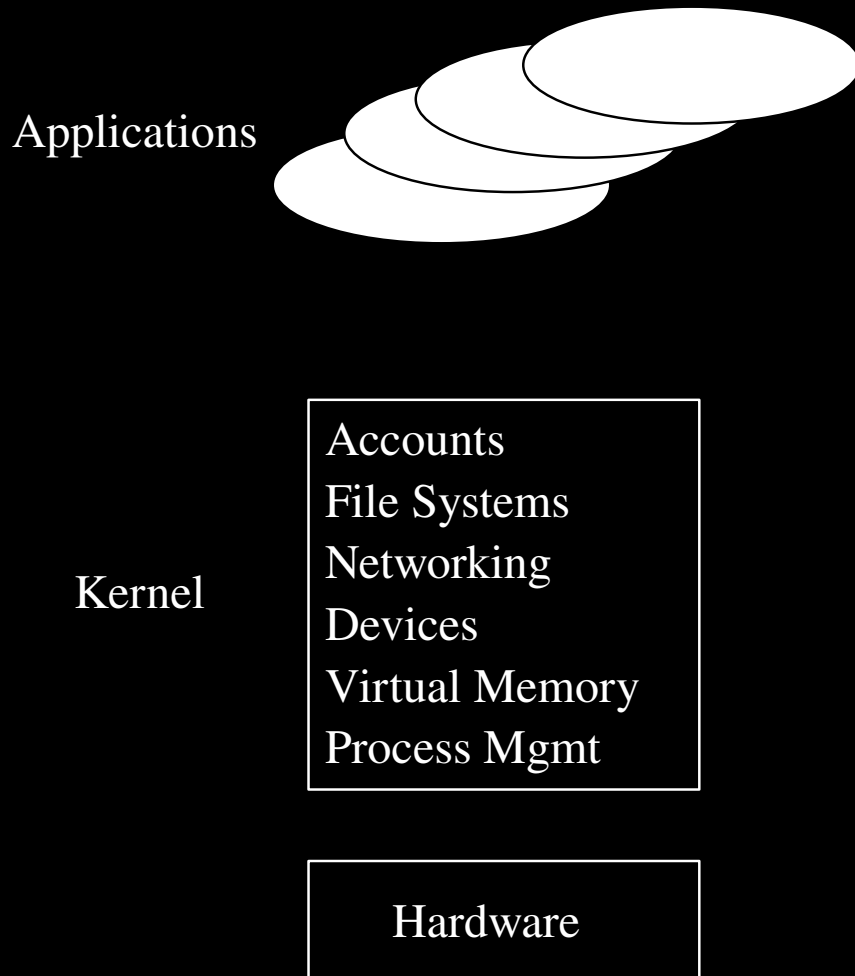 Applications
Accounts
File Systems
Networking
Kernel
Devices
Virtual Memory
Process Mgmt
Hardware